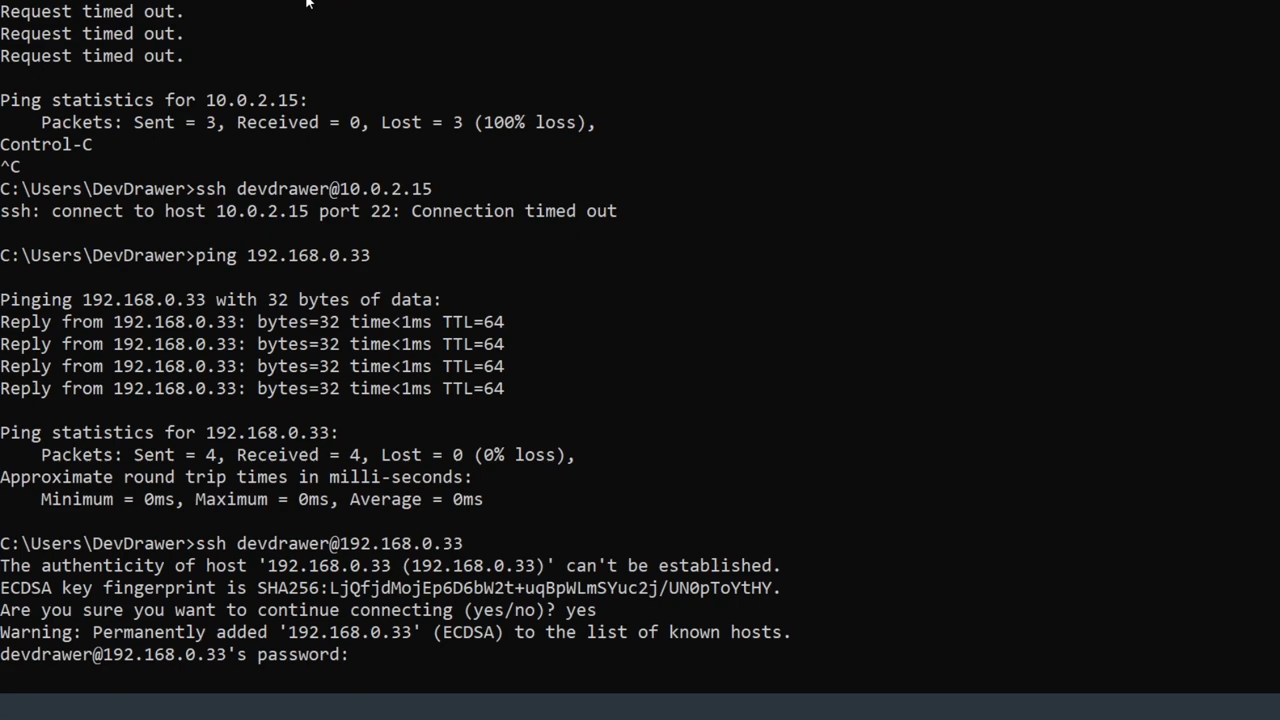 Request timed out.
Request timed out.
Request timed out.
Ping statistics for 10.0.2.15:
Packets: Sent = 3, Received = 0, Lost = 3 (100% loss),
Control-C
^C
C:\Users\DevDrawer>ssh devdrawer@10.0.2.15
ssh: connect to host 10.0.2.15 port 22: Connection timed out
C:\Users\DevDrawer>ping 192.168.0.33
Pinging 192.168.0.33 with 32 bytes of data:
Reply from 192.168.0.33: bytes=32 time<1ms TTL=64
Reply from 192.168.0.33: bytes=32 time<1ms TTL=64
Reply from 192.168.0.33: bytes=32 time<1ms TTL=64
Reply from 192.168.0.33: bytes=32 time<1ms TTL=64
Ping statistics for 192.168.0.33:
Packets: Sent = 4, Received = 4, Lost = 0 (0% loss),
Approximate round trip times in milli-seconds:
Minimum = 0ms, Maximum = 0ms, Average = 0ms
C:\Users\DevDrawer>ssh devdrawer@192.168.0.33
The authenticity of host '192.168.0.33 (192.168.0.33)' can't be established.
ECDSA key fingerprint is SHA256:LjQfjdMojEp6D6bW2t+uqBpWLmSYuc2j/UN0pToYtHY.
Are you sure you want to continue connecting (yes/no)? yes
Warning: Permanently added '192.168.0.33' (ECDSA) to the list of known hosts.
devdrawer@192.168.0.33's password: